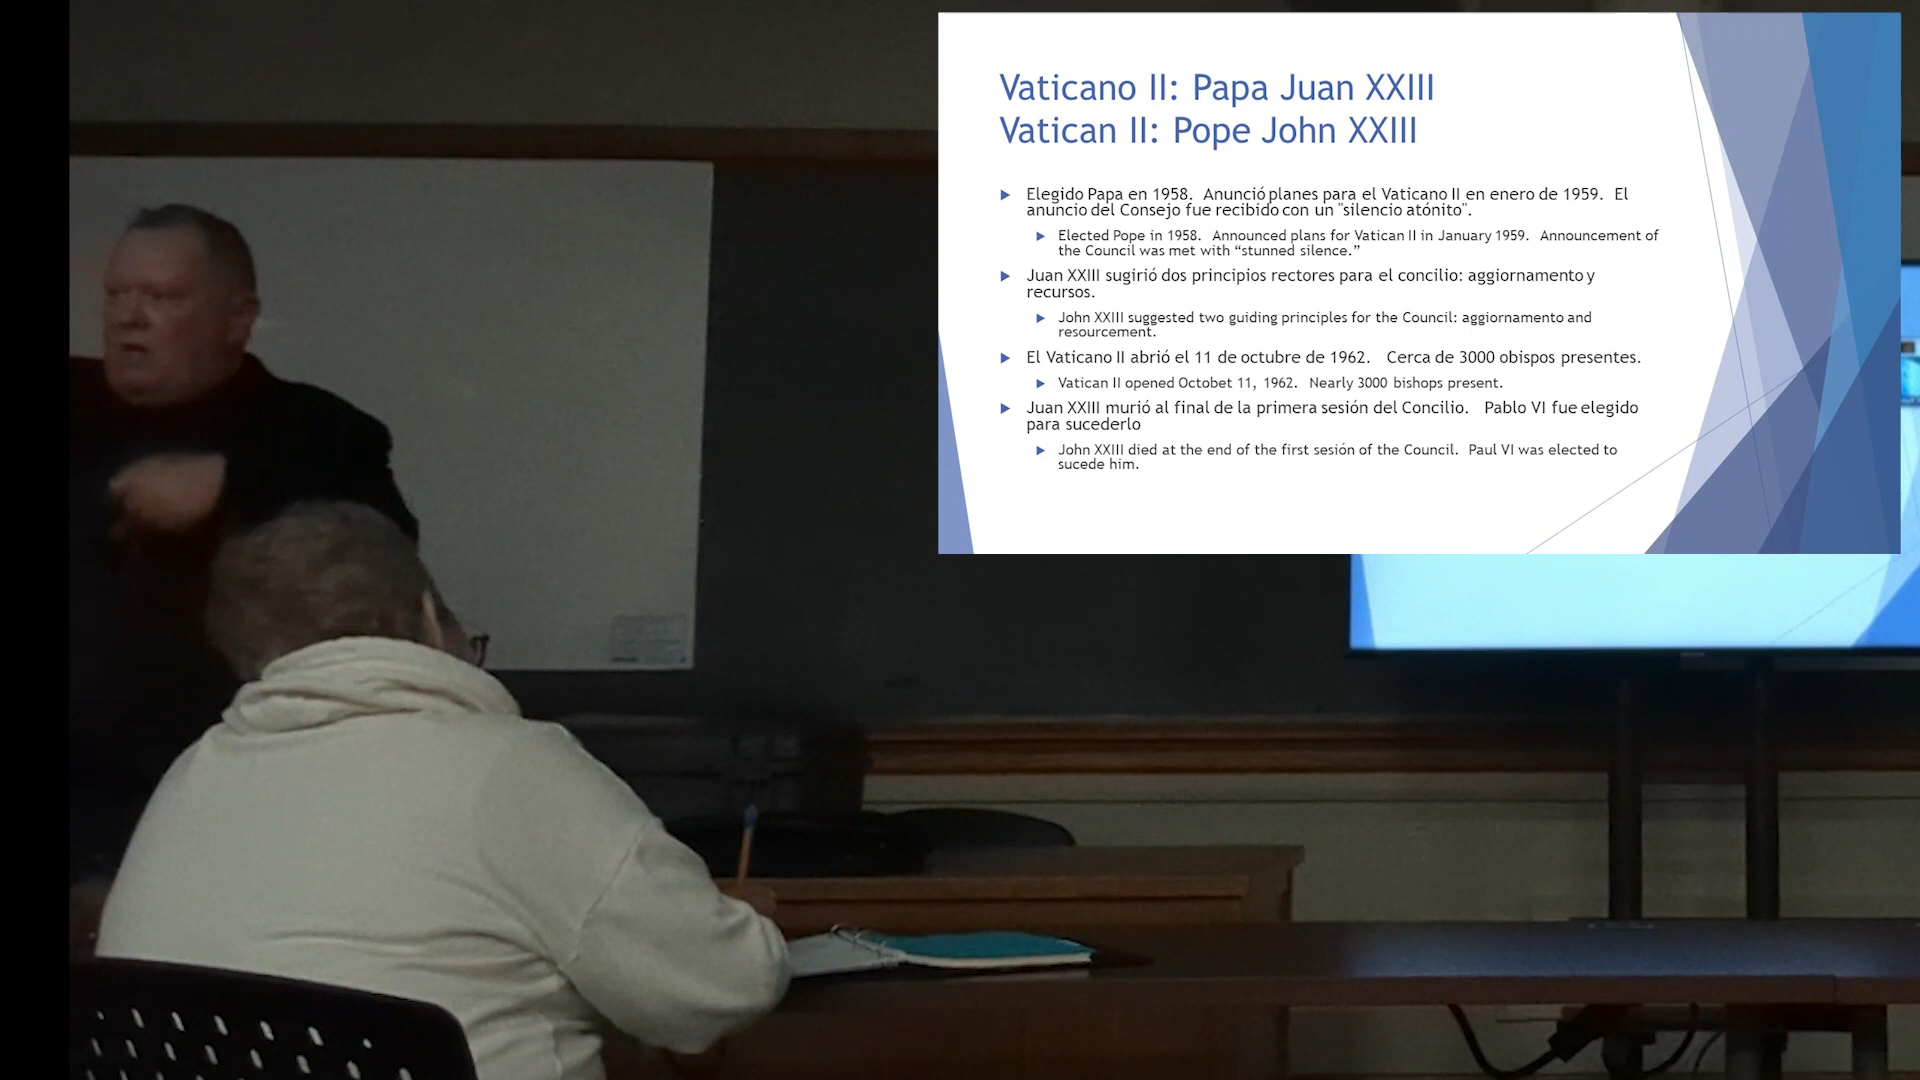 Vaticano II: Papa Juan XXIII
Vatican II: Pope John XXIII
Elegido Papa en 1958. Anunció planes para el Vaticano II en enero de 1959. El
anuncio del Consejo fue recibido con un "silencio atónito".
Elected Pope in 1958. Announced plans for Vatican II in January 1959. Announcement of
the Council was met with “stunned silence.”
Juan XXIII sugirió dos principios rectores para el concilio: aggiornamento y
recursos.
John XXIII suggested two guiding principles for the Council: aggiornamento and
resourcement.
El Vaticano II abrió el 11 de octubre de 1962. Cerca de 3000 obispos presentes.
Vatican II opened Octobet 11, 1962. Nearly 3000 bishops present.
Juan XXIII murió al final de la primera sesión del Concilio. Pablo VI fue elegido
para sucederlo
John XXIII died at the end of the first sesión of the Council. Paul VI was elected to
sucede him.